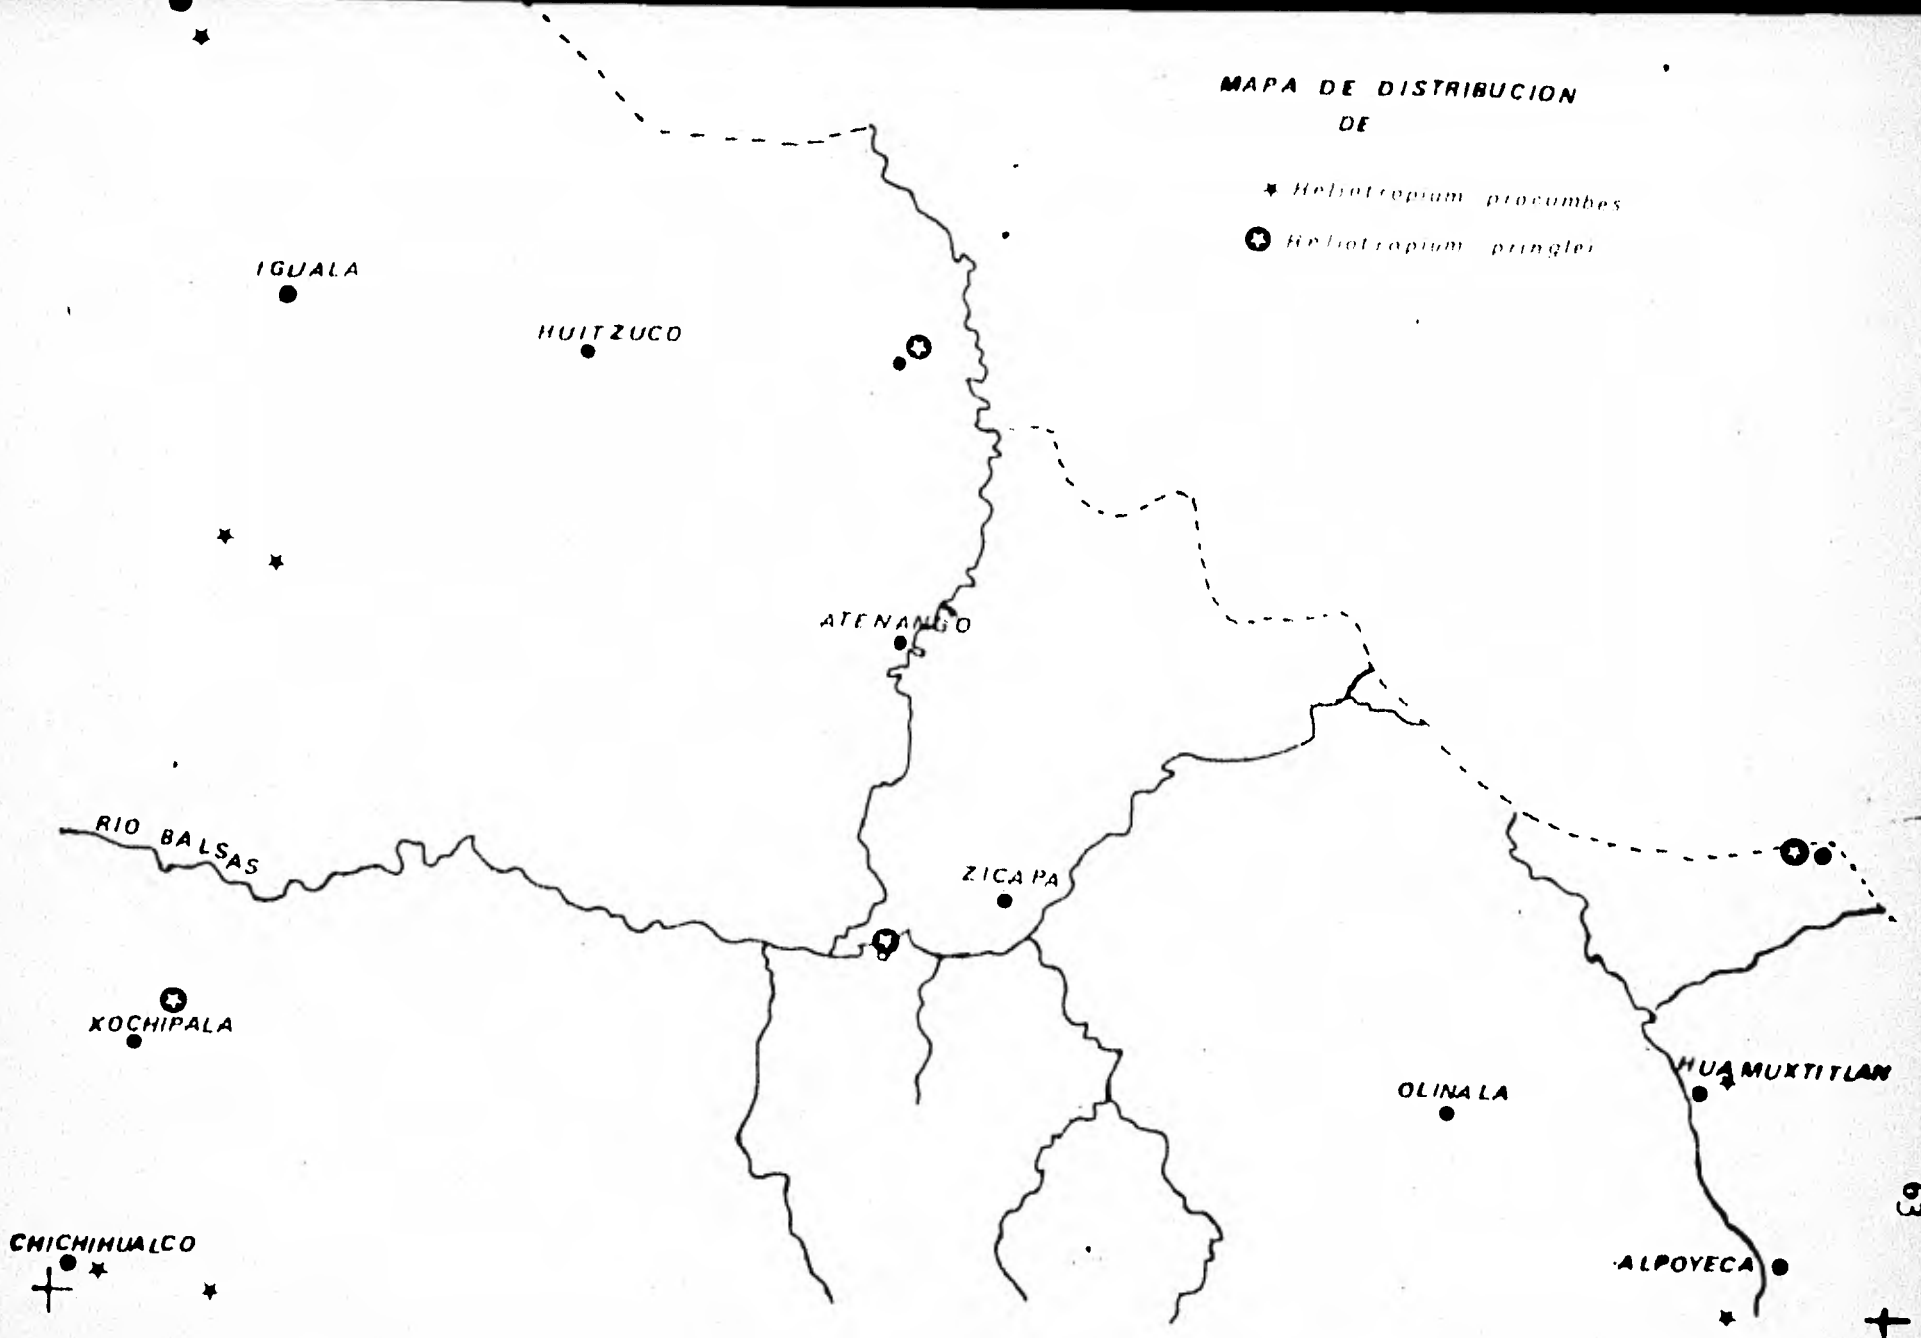 MAPA DE DISTRIBUCION
DE
Heliotropium procumbes
Heliotropium pringlei
IGUALA
HUITZUCO
ATENANGO
RIO BALSAS
ZICAPA
XOCHIPALA
HUAMUXTITLAN
OLINALA
CHICHIHUALCO
ALPOYECA
63